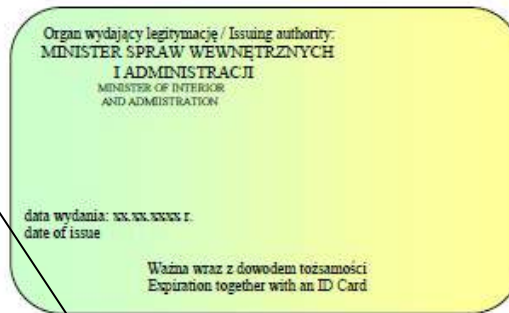 Organ wydający legitymację / Issuing authority:
MINISTER SPRAW WEWNĘTRZNYCH
I ADMINISTRACJI
MINISTER OF INTERIOR
AND ADMIISTRATION
data wydania: xx.xx.xxxx r.
date of issue
Ważna wraz z dowodem tożsamości
Expiration together with an ID Card